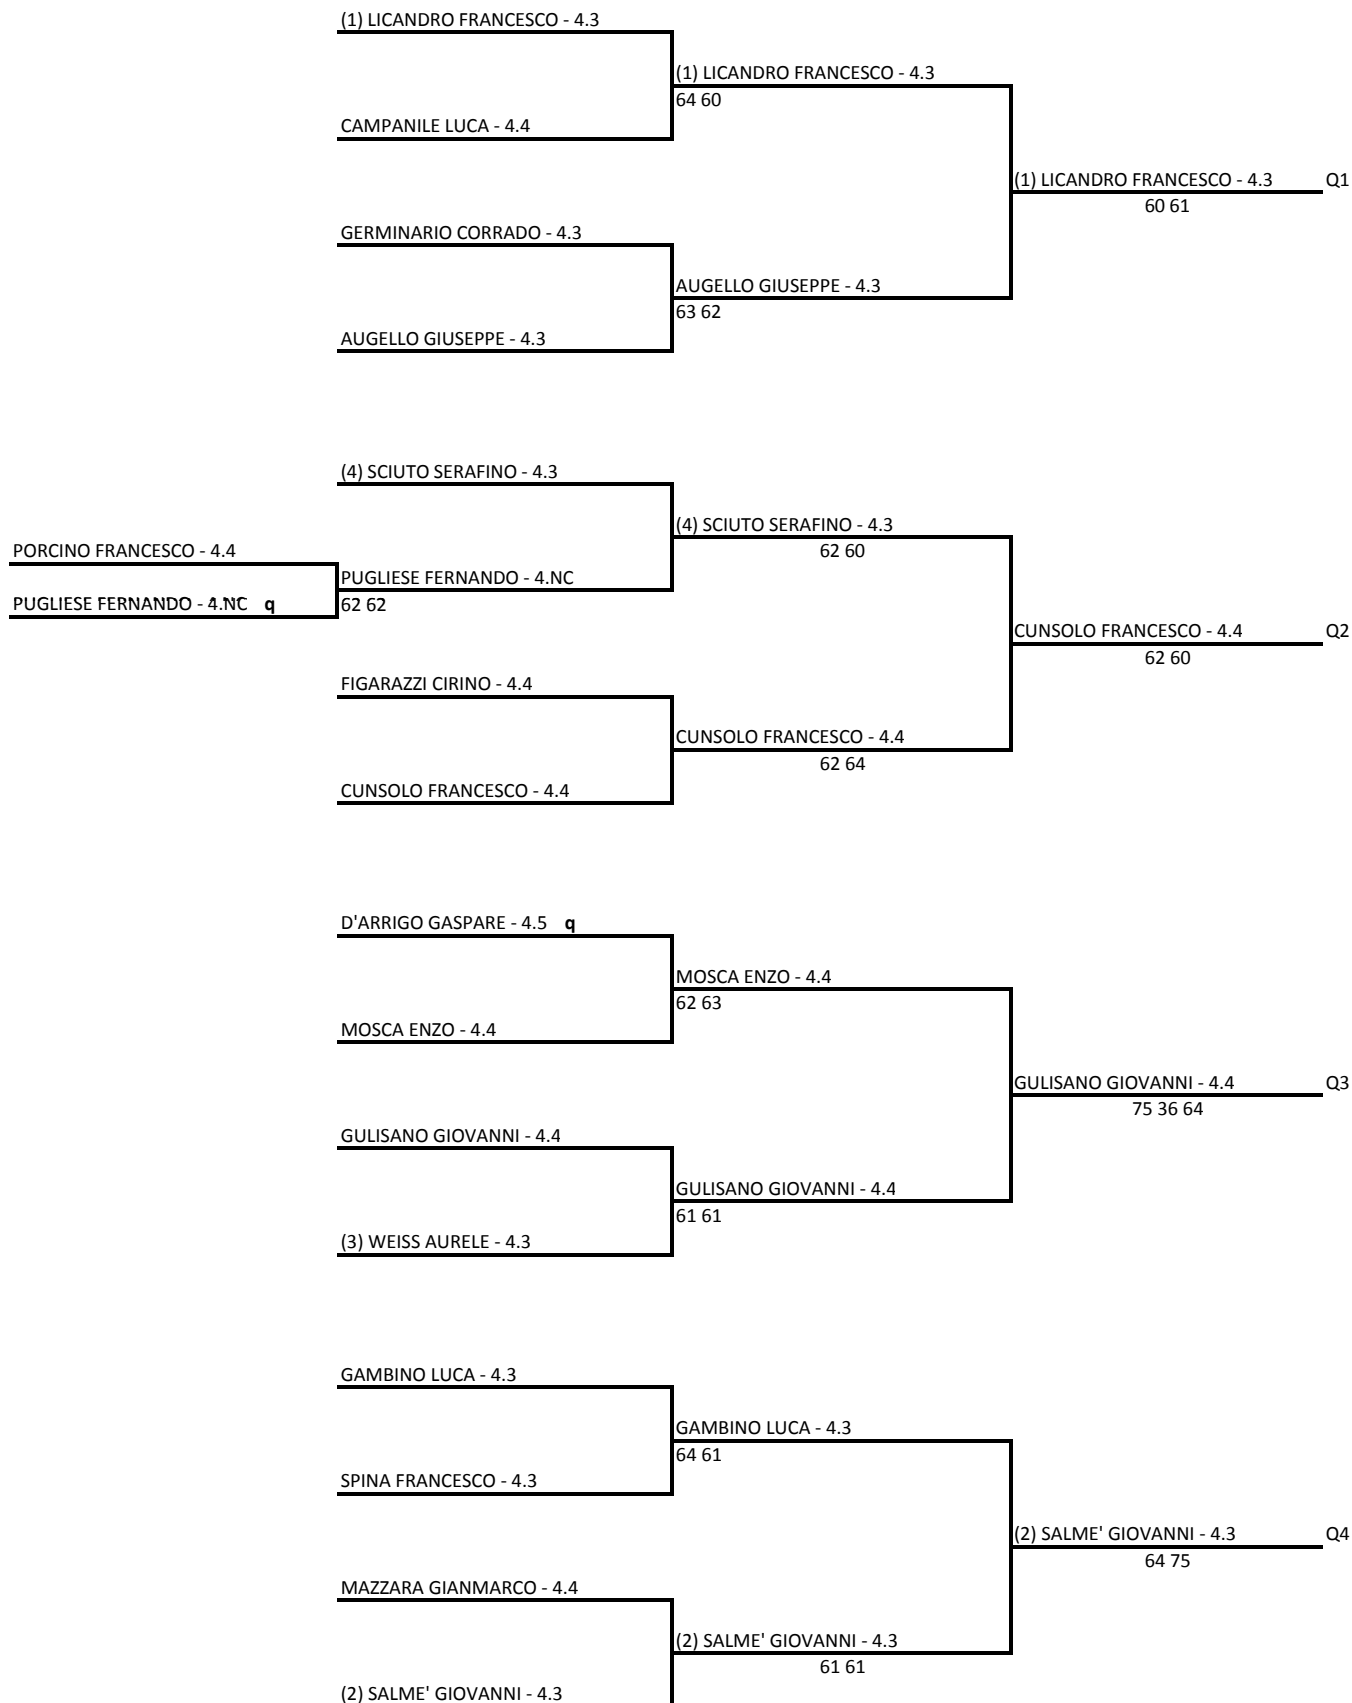 (1) LICANDRO FRANCESCO - 4.3
(1) LICANDRO FRANCESCO - 4.3
64 60
CAMPANILE LUCA - 4.4
(1) LICANDRO FRANCESCO - 4.3 Q1
60 61
GERMINARIO CORRADO - 4.3
AUGELLO GIUSEPPE - 4.3
63 62
AUGELLO GIUSEPPE - 4.3
(4) SCIUTO SERAFINO - 4.3
(4) SCIUTO SERAFINO - 4.3
62 60
PORCINO FRANCESCO - 4.4
PUGLIESE FERNANDO - 4.NC
PUGLIESE FERNANDO - 4.NC q
62 62
CUNSOLO FRANCESCO - 4.4 Q2
62 60
FIGARAZZI CIRINO - 4.4
CUNSOLO FRANCESCO - 4.4
62 64
CUNSOLO FRANCESCO - 4.4
D'ARRIGO GASPARE - 4.5 q
MOSCA ENZO - 4.4
62 63
MOSCA ENZO - 4.4
GULISANO GIOVANNI - 4.4 Q3
75 36 64
GULISANO GIOVANNI - 4.4
GULISANO GIOVANNI - 4.4
61 61
(3) WEISS AURELE - 4.3
GAMBINO LUCA - 4.3
GAMBINO LUCA - 4.3
64 61
SPINA FRANCESCO - 4.3
(2) SALME' GIOVANNI - 4.3 Q4
64 75
MAZZARA GIANMARCO - 4.4
(2) SALME' GIOVANNI - 4.3
61 61
(2) SALME' GIOVANNI - 4.3